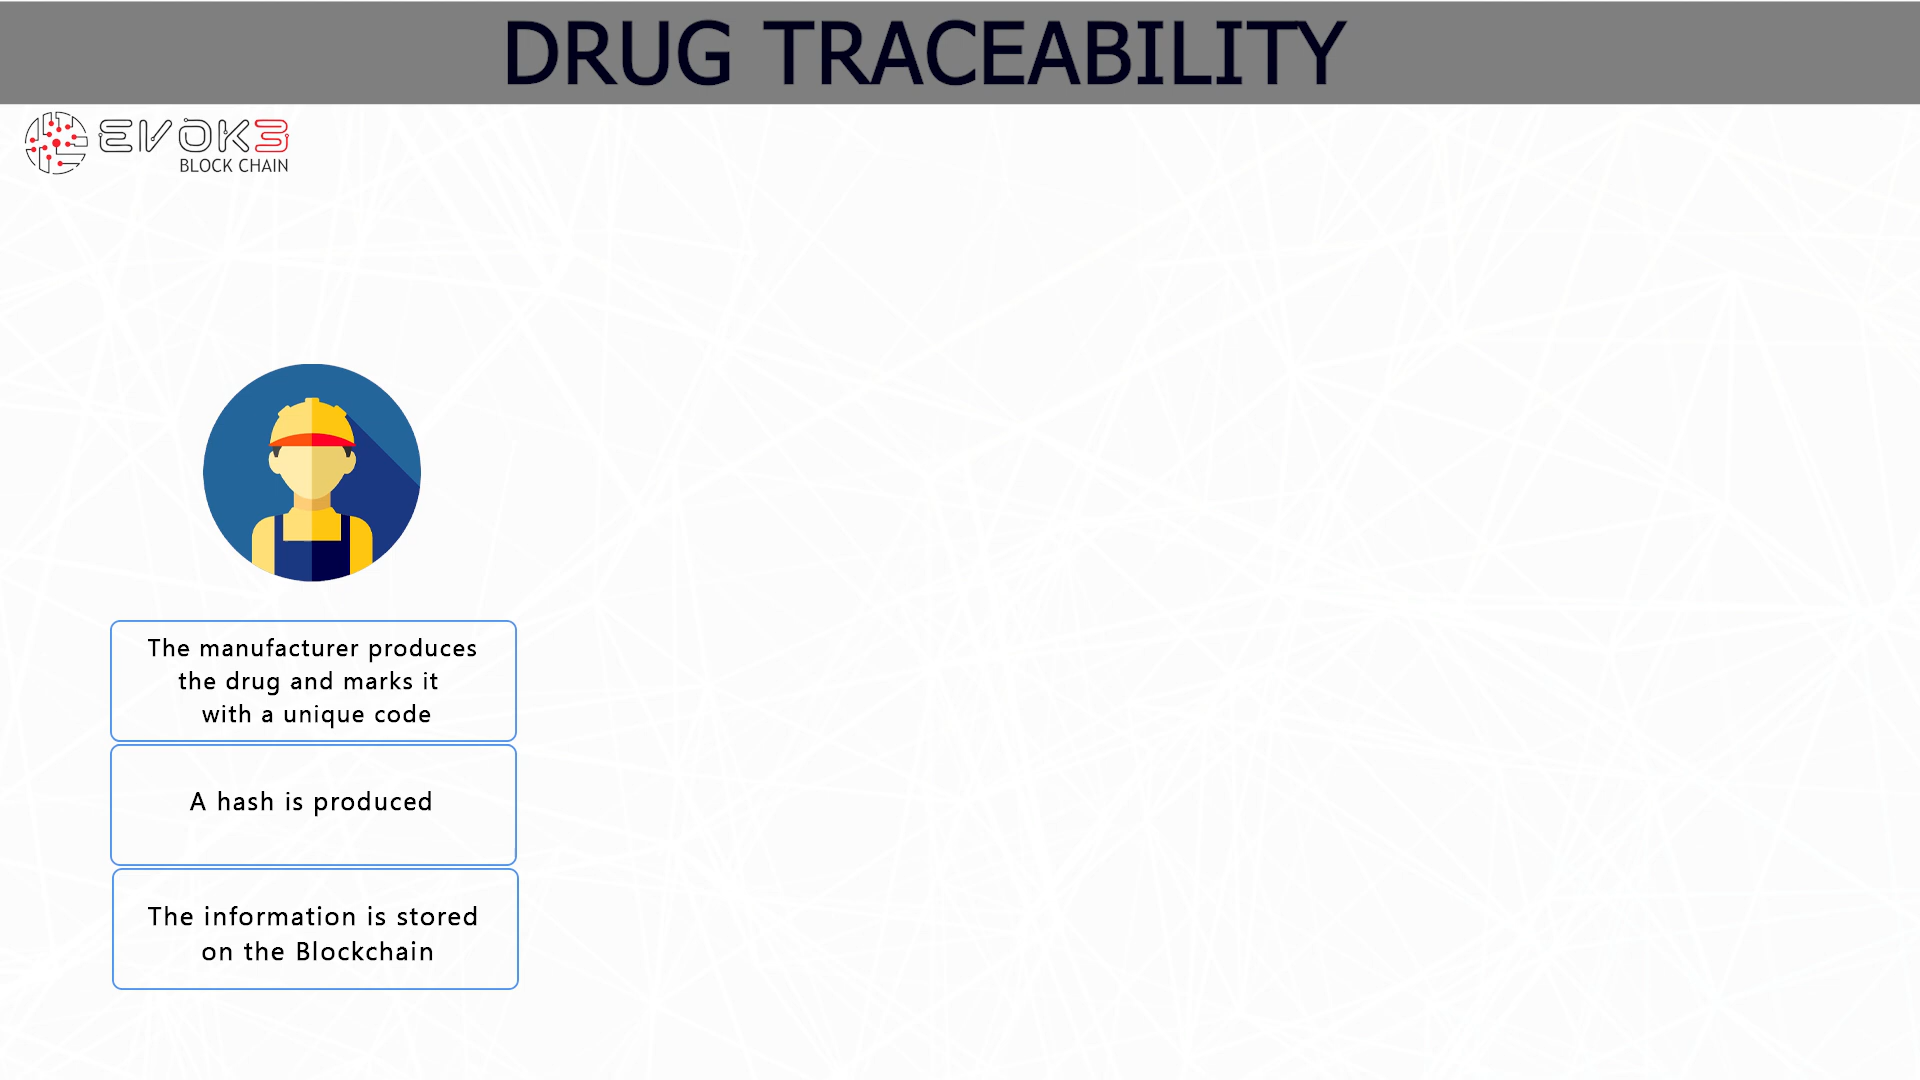 DRUG TRACEABILITY
EVOK3
BLOCK CHAIN
The manufacturer produces
the drug and marks it
with a unique code
A hash is produced
The information is stored
on the Blockchain